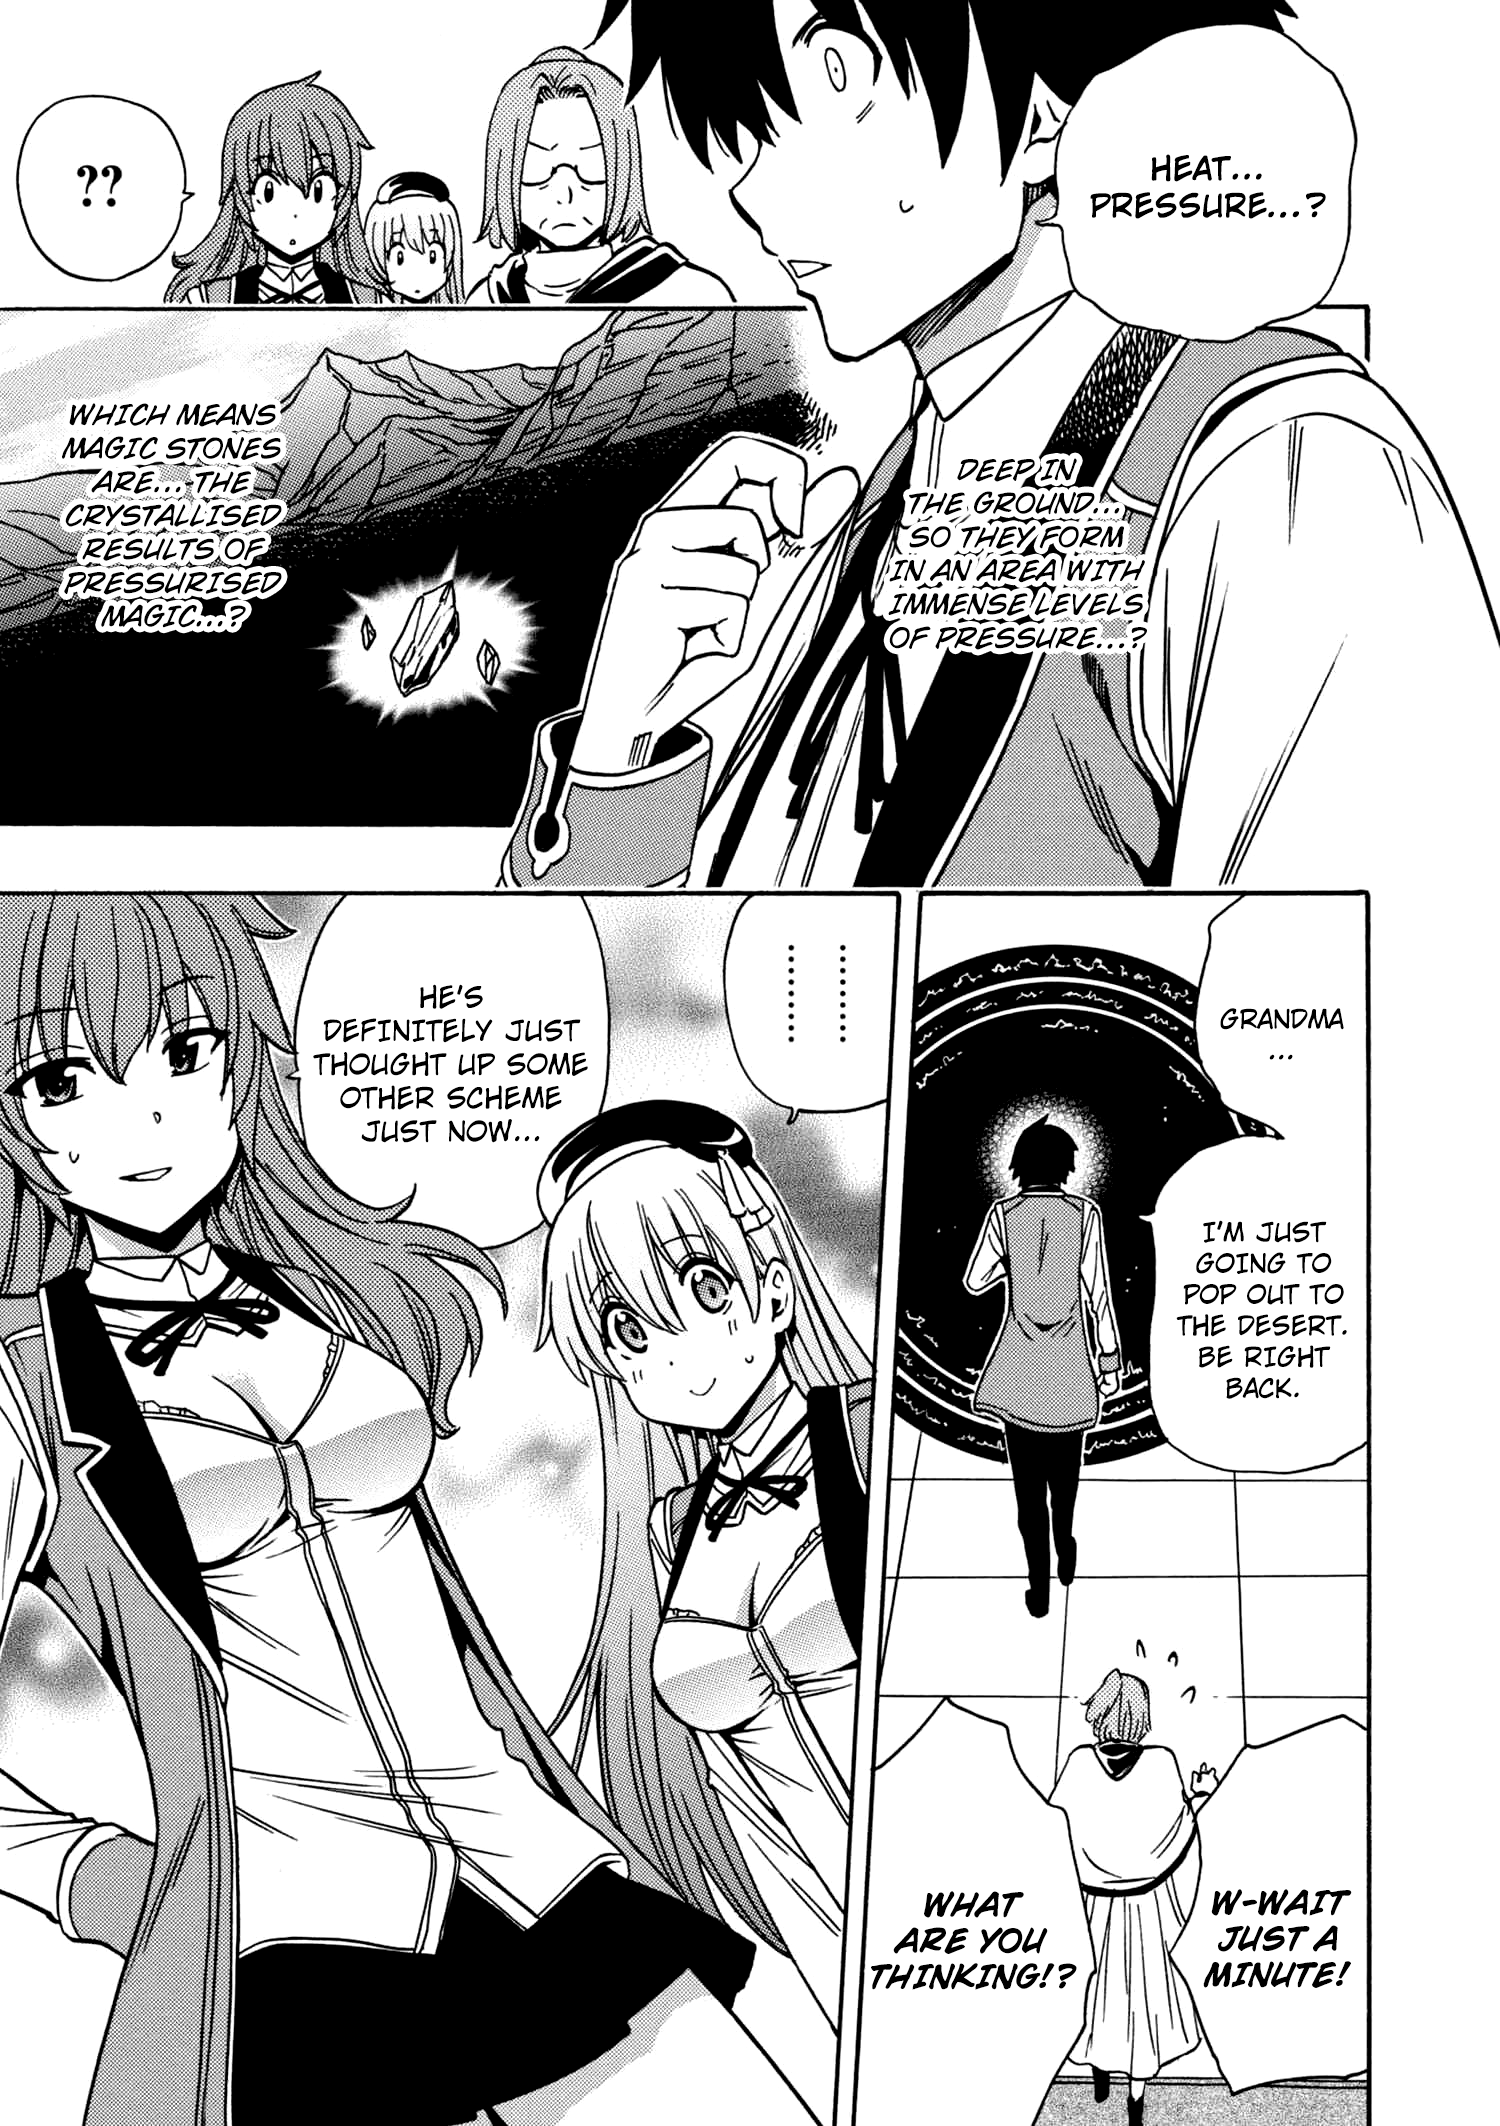 HEAT...
PRESSURE...?
??
DEEP IN
THE GROUND...
SO THEY FORM
IN AN AREA WITH
IMMENSE LEVELS
OF PRESSURE...?
WHICH MEANS
MAGIC STONES
ARE... THE
CRYSTALLISED
RESULTS OF
PRESSURISED
MAGIC...?
GRANDMA
...
I'M JUST
GOING TO
POP OUT TO
THE DESERT.
BE RIGHT
BACK.
W-WAIT
JUST A
MINUTE!
WHAT
ARE YOU
THINKING!?
.........
.........
HE'S
DEFINITELY JUST
THOUGHT UP SOME
OTHER SCHEME
JUST NOW...